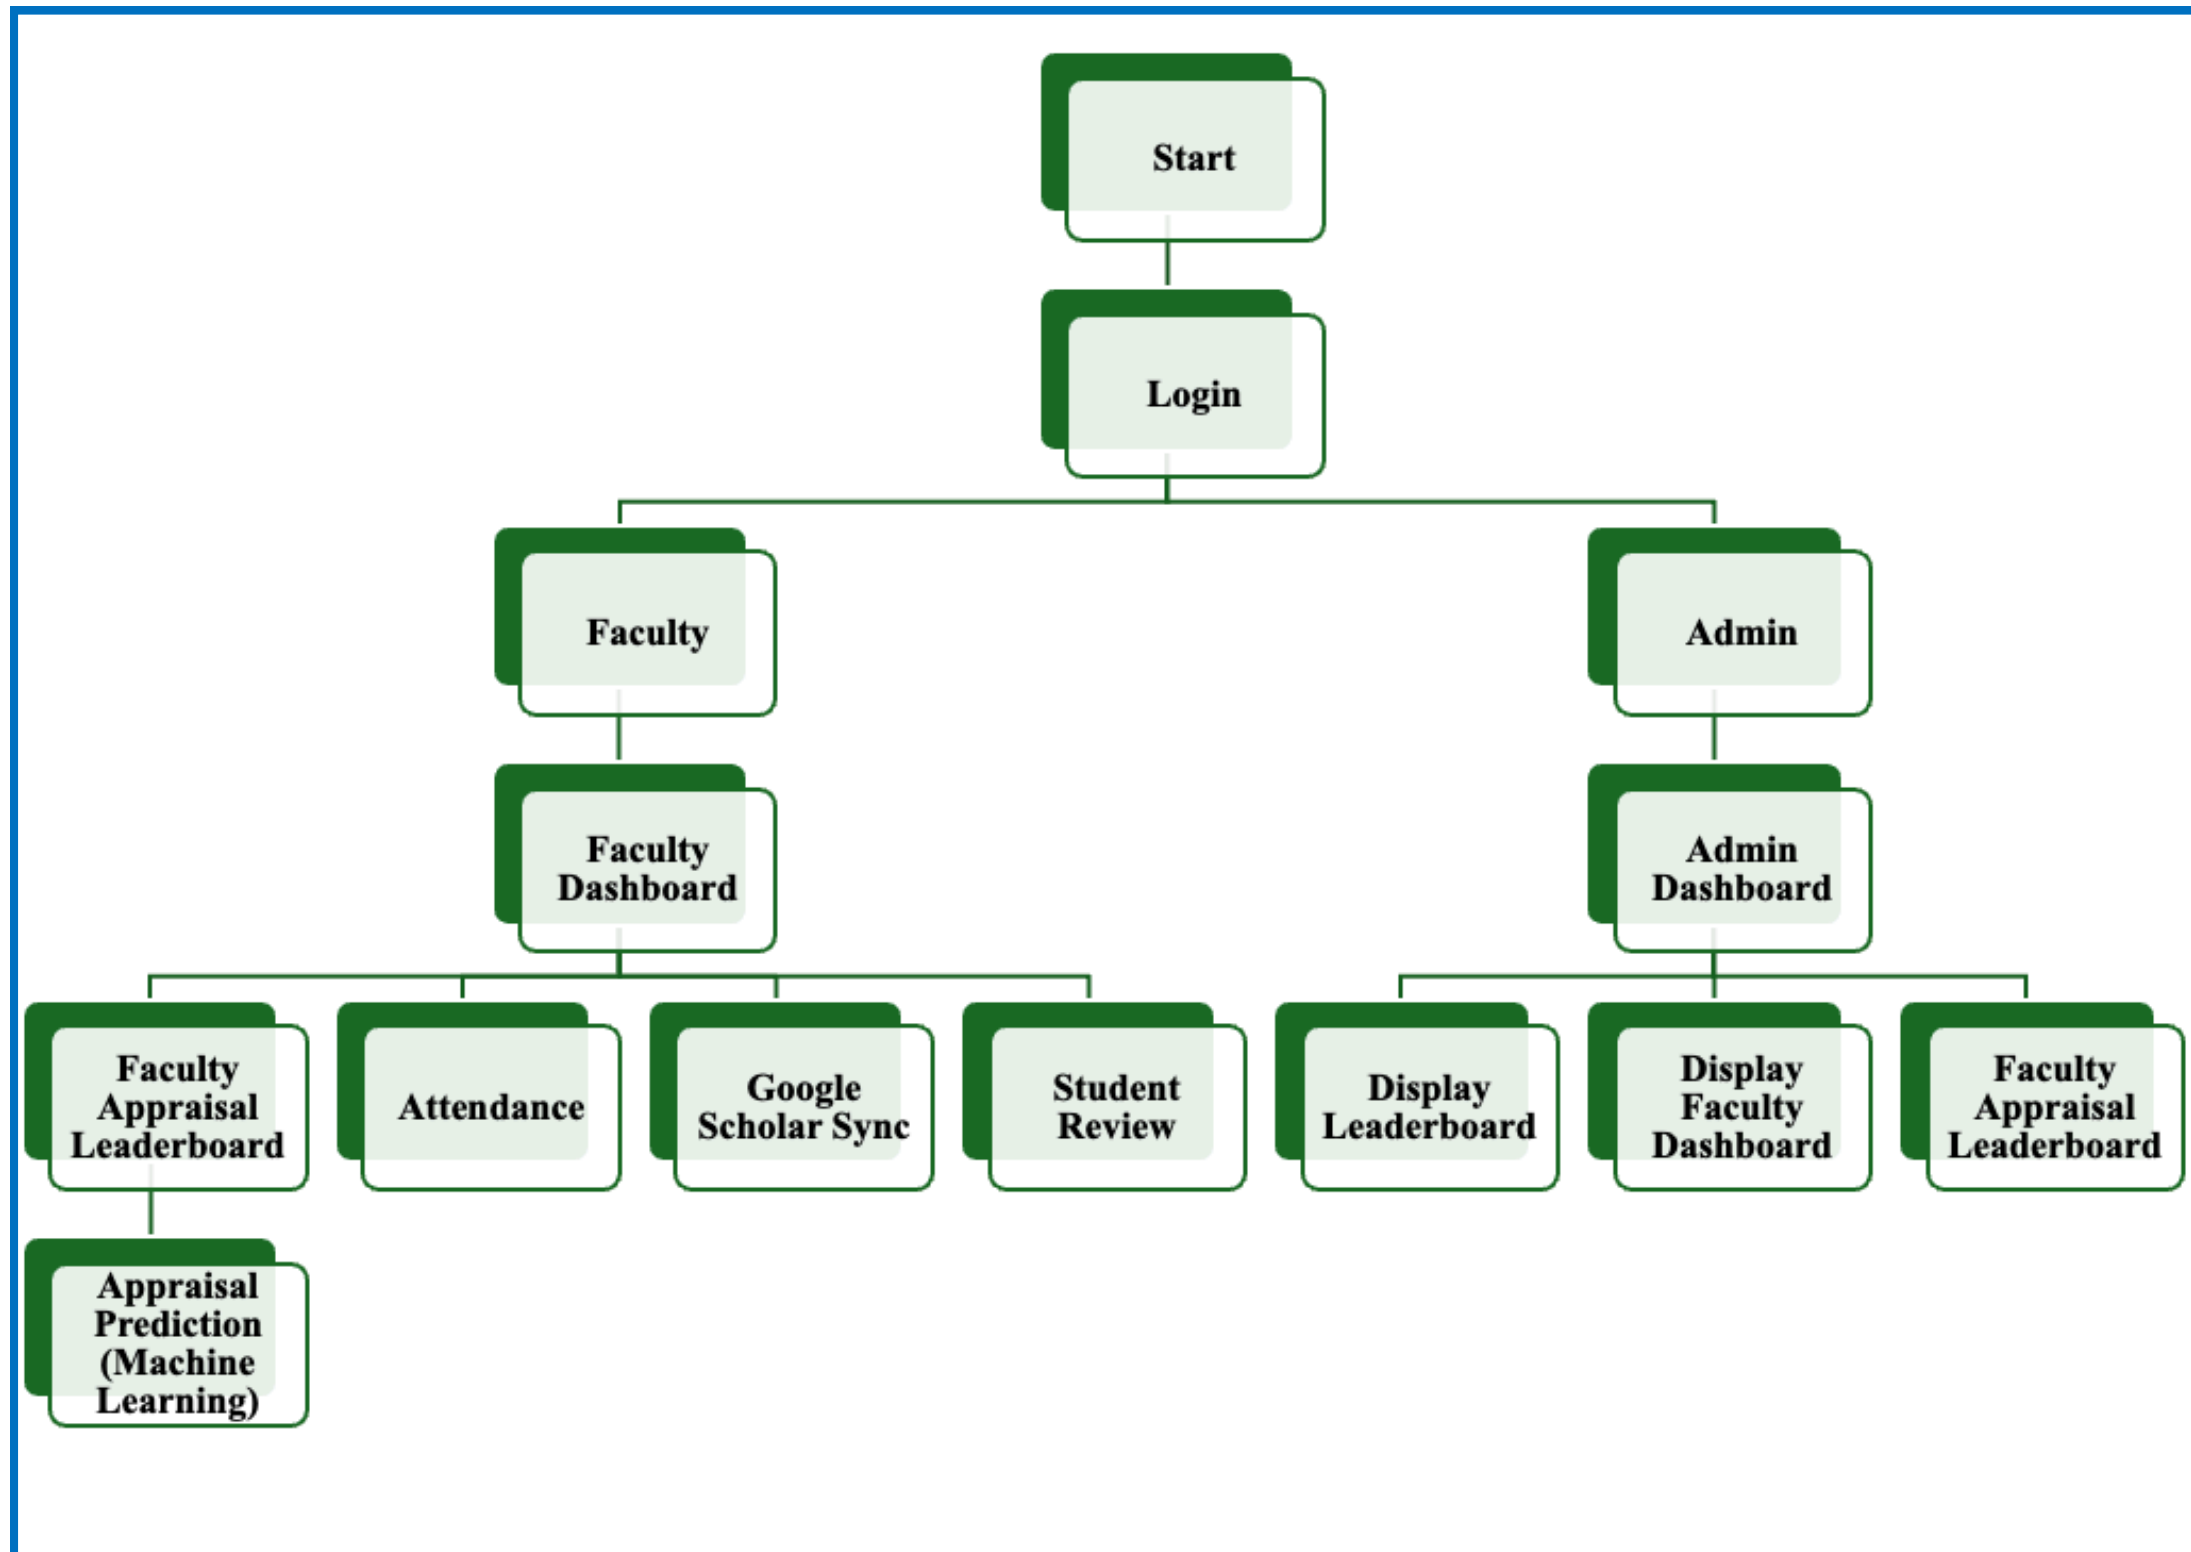 Start
Login
Faculty
Admin
Faculty
Dashboard
Admin
Dashboard
Faculty
Appraisal
Leaderboard
Attendance
Google
Scholar Sync
Student
Review
Display
Leaderboard
Display
Faculty
Dashboard
Faculty
Appraisal
Leaderboard
Appraisal
Prediction
(Machine
Learning)